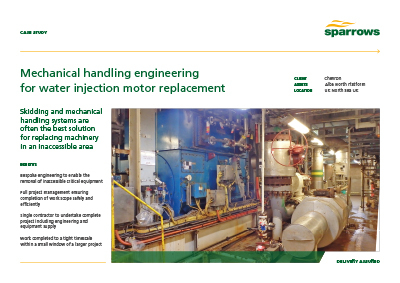 CASE STUDY
sparrows
Mechanical handling engineering
for water injection motor replacement
CLIENT Chevron
ASSETS Alba North Platform
LOCATION UK North Sea UK
Skidding and mechanical
handling systems are
often the best solution
for replacing machinery
in an inaccessible area
BENEFITS
Bespoke engineering to enable the
removal of inaccessible critical equipment
Full project management ensuring
completion of work scope safely and
efficiently
Single contractor to undertake complete
project including engineering and
equipment supply
Work completed to a tight timescale
within a small window of a larger project
DELIVERY ASSURED